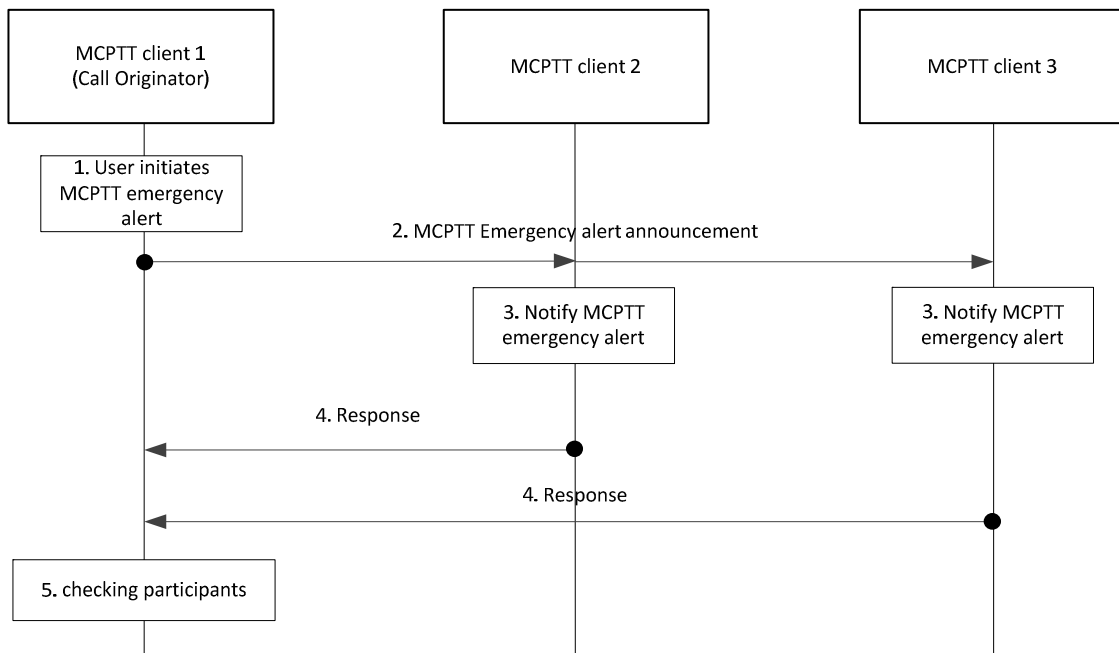 MCPTT client 1
(Call Originator)
MCPTT client 2
MCPTT client 3
1. User initiates
MCPTT emergency
alert
2. MCPTT Emergency alert announcement
3. Notify MCPTT
emergency alert
3. Notify MCPTT
emergency alert
4. Response
4. Response
5. checking participants